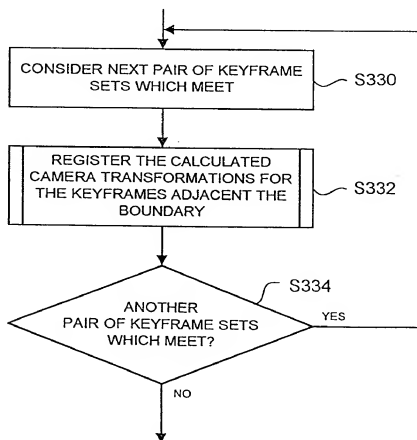 CONSIDER NEXT PAIR OF KEYFRAME
SETS WHICH MEET
S330
REGISTER THE CALCULATED
CAMERA TRANSFORMATIONS FOR
THE KEYFRAMES ADJACENT THE
BOUNDARY
S332
S334
ANOTHER
PAIR OF KEYFRAME SETS
WHICH MEET?
YES
NO